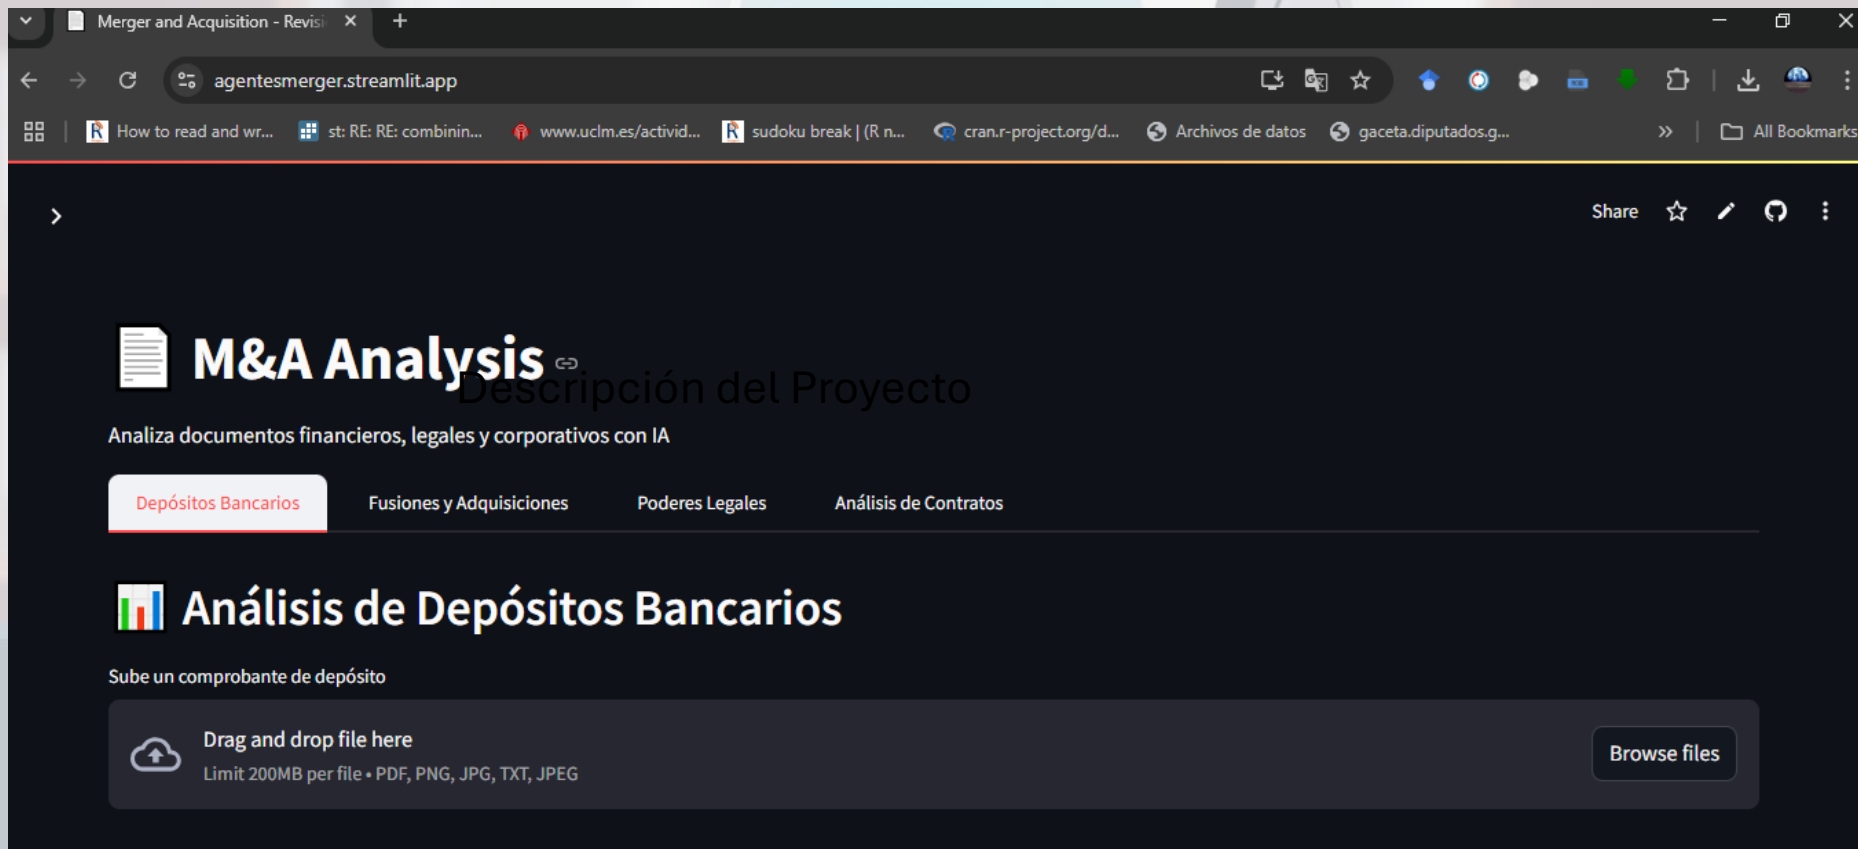 Merger and Acquisition - Revisi
agentesmerger.streamlit.app
How to read and wr...
st: RE: RE: combinin...
www.uclm.es/activid...
sudoku break | (R n...
cran.r-project.org/d...
Archivos de datos
gaceta.diputados.g...
All Bookmarks
Share
M&A Analysis
Descripción del Proyecto
Analiza documentos financieros, legales y corporativos con IA
Depósitos Bancarios
Fusiones y Adquisiciones
Poderes Legales
Análisis de Contratos
Análisis de Depósitos Bancarios
Sube un comprobante de depósito
Drag and drop file here
Limit 200MB per file • PDF, PNG, JPG, TXT, JPEG
Browse files